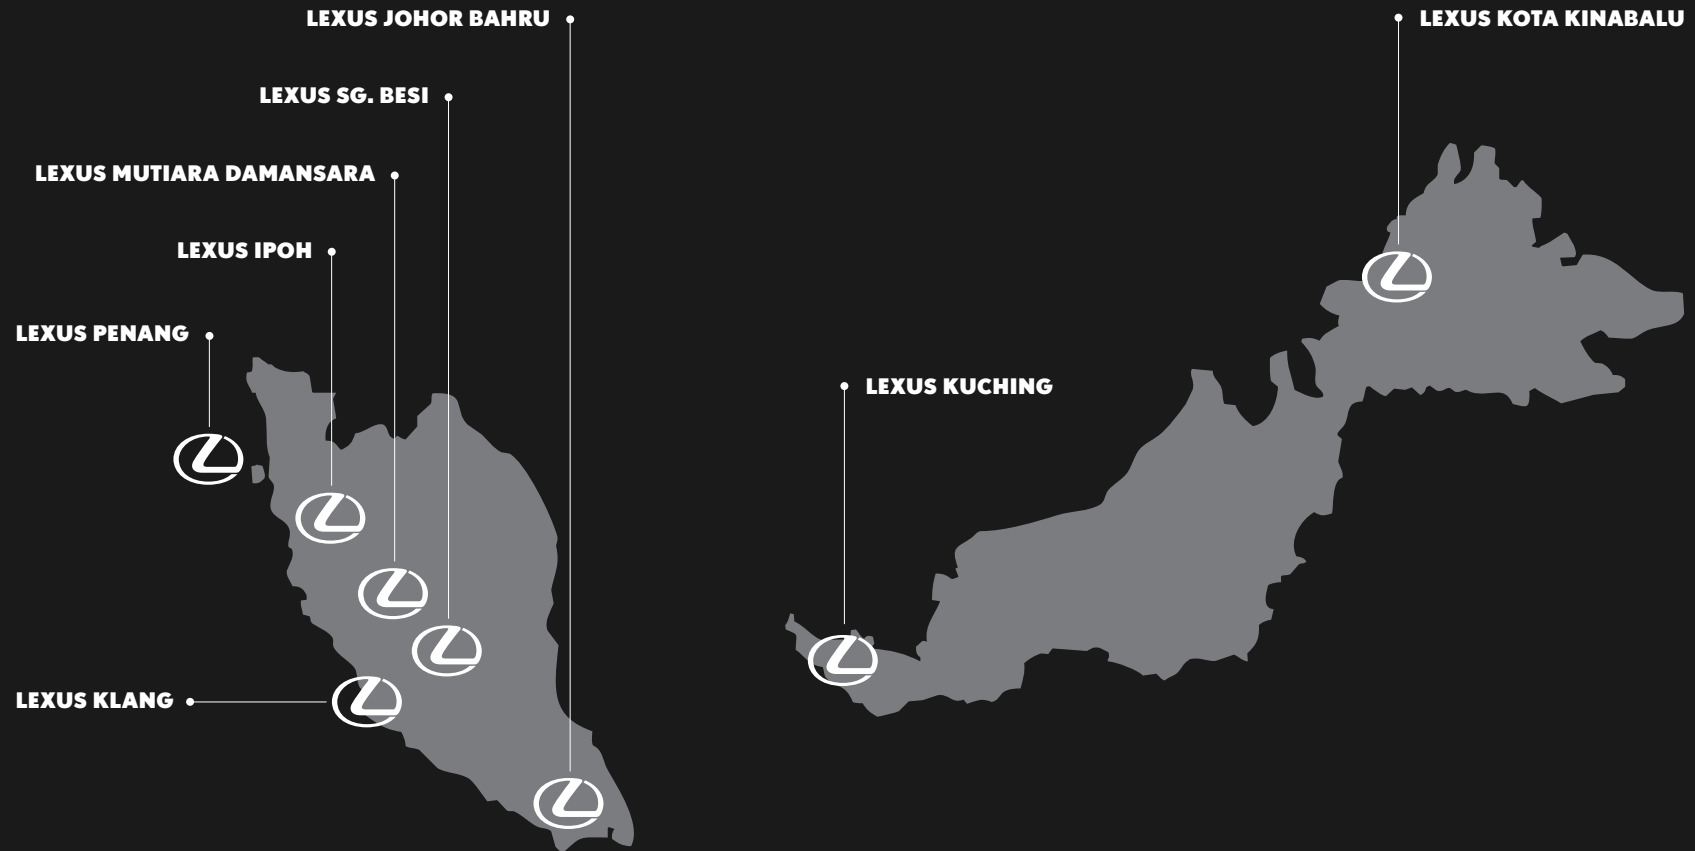 LEXUS JOHOR BAHRU
LEXUS KOTA KINABALU
LEXUS SG. BESI
LEXUS MUTIARA DAMANSARA
LEXUS IPOH
LEXUS PENANG
LEXUS KUCHING
LEXUS KLANG